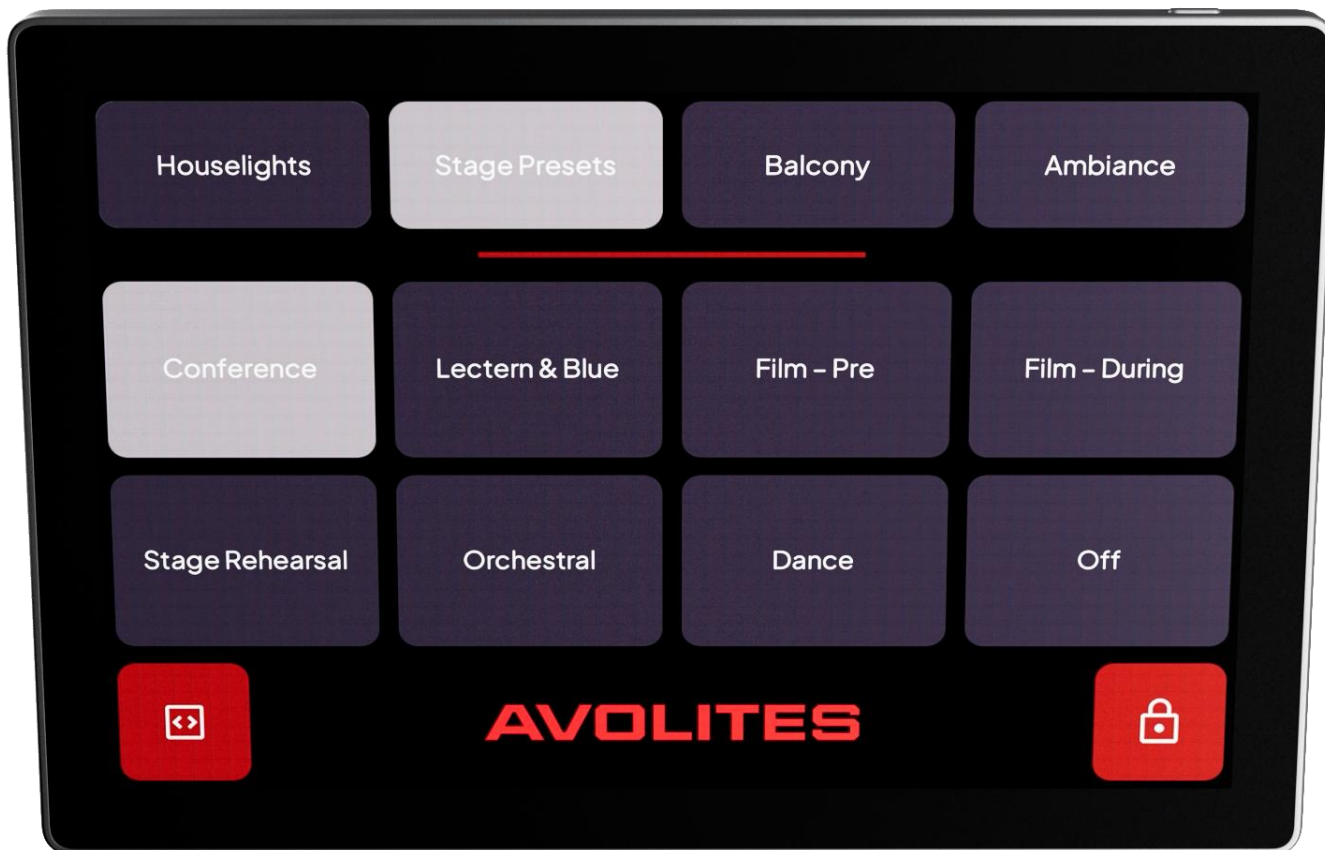 Houselights
Stage Presets
Balcony
Ambiance
Conference
Lectern & Blue
Film – Pre
Film – During
Stage Rehearsal
Orchestral
Dance
Off
AVOLITES